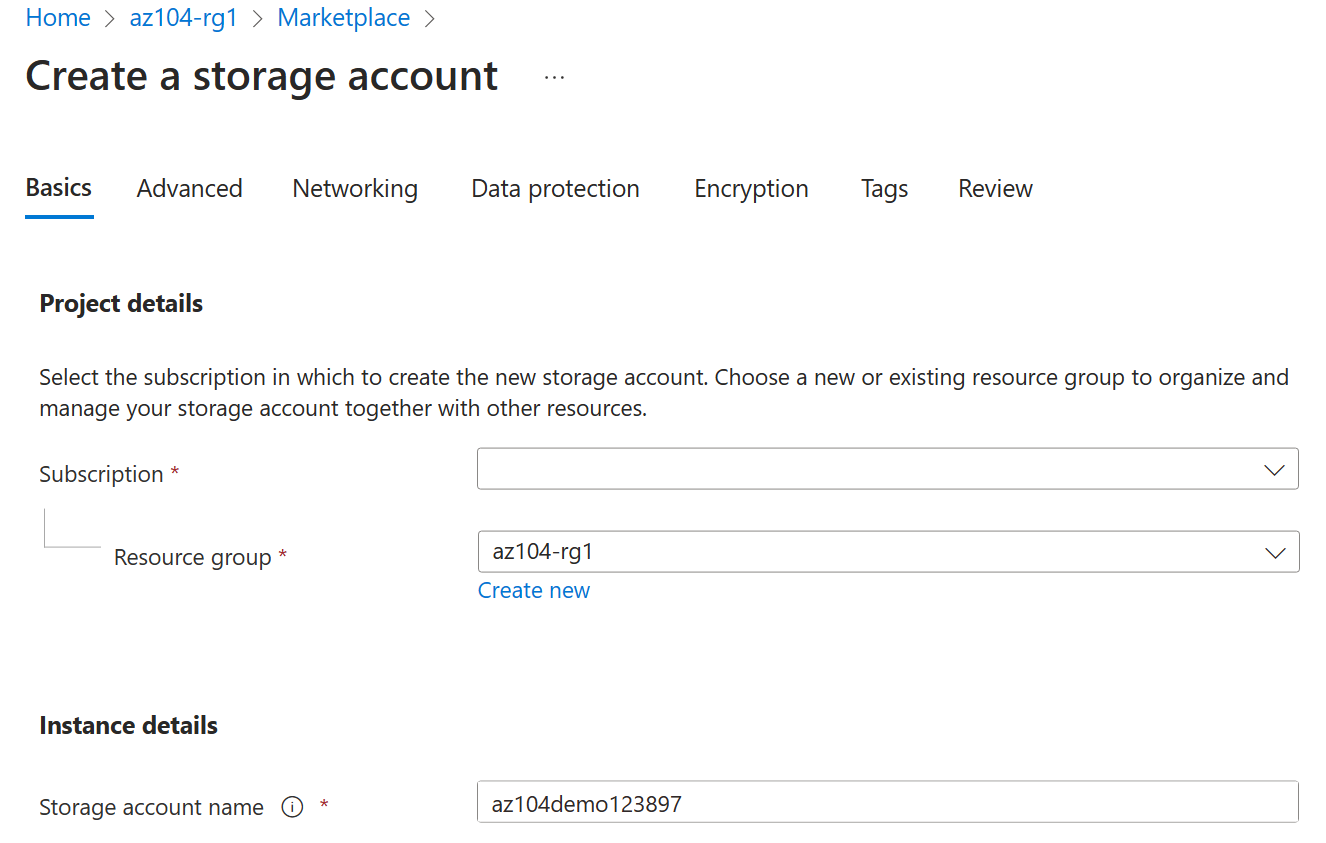 Home > az104-rg1 > Marketplace >
Create a storage account ...
Basics Advanced Networking Data protection Encryption Tags Review
Project details
Select the subscription in which to create the new storage account. Choose a new or existing resource group to organize and
manage your storage account together with other resources.
Subscription *
Resource group * az104-rg1
Create new
Instance details
Storage account name i * az104demo123897